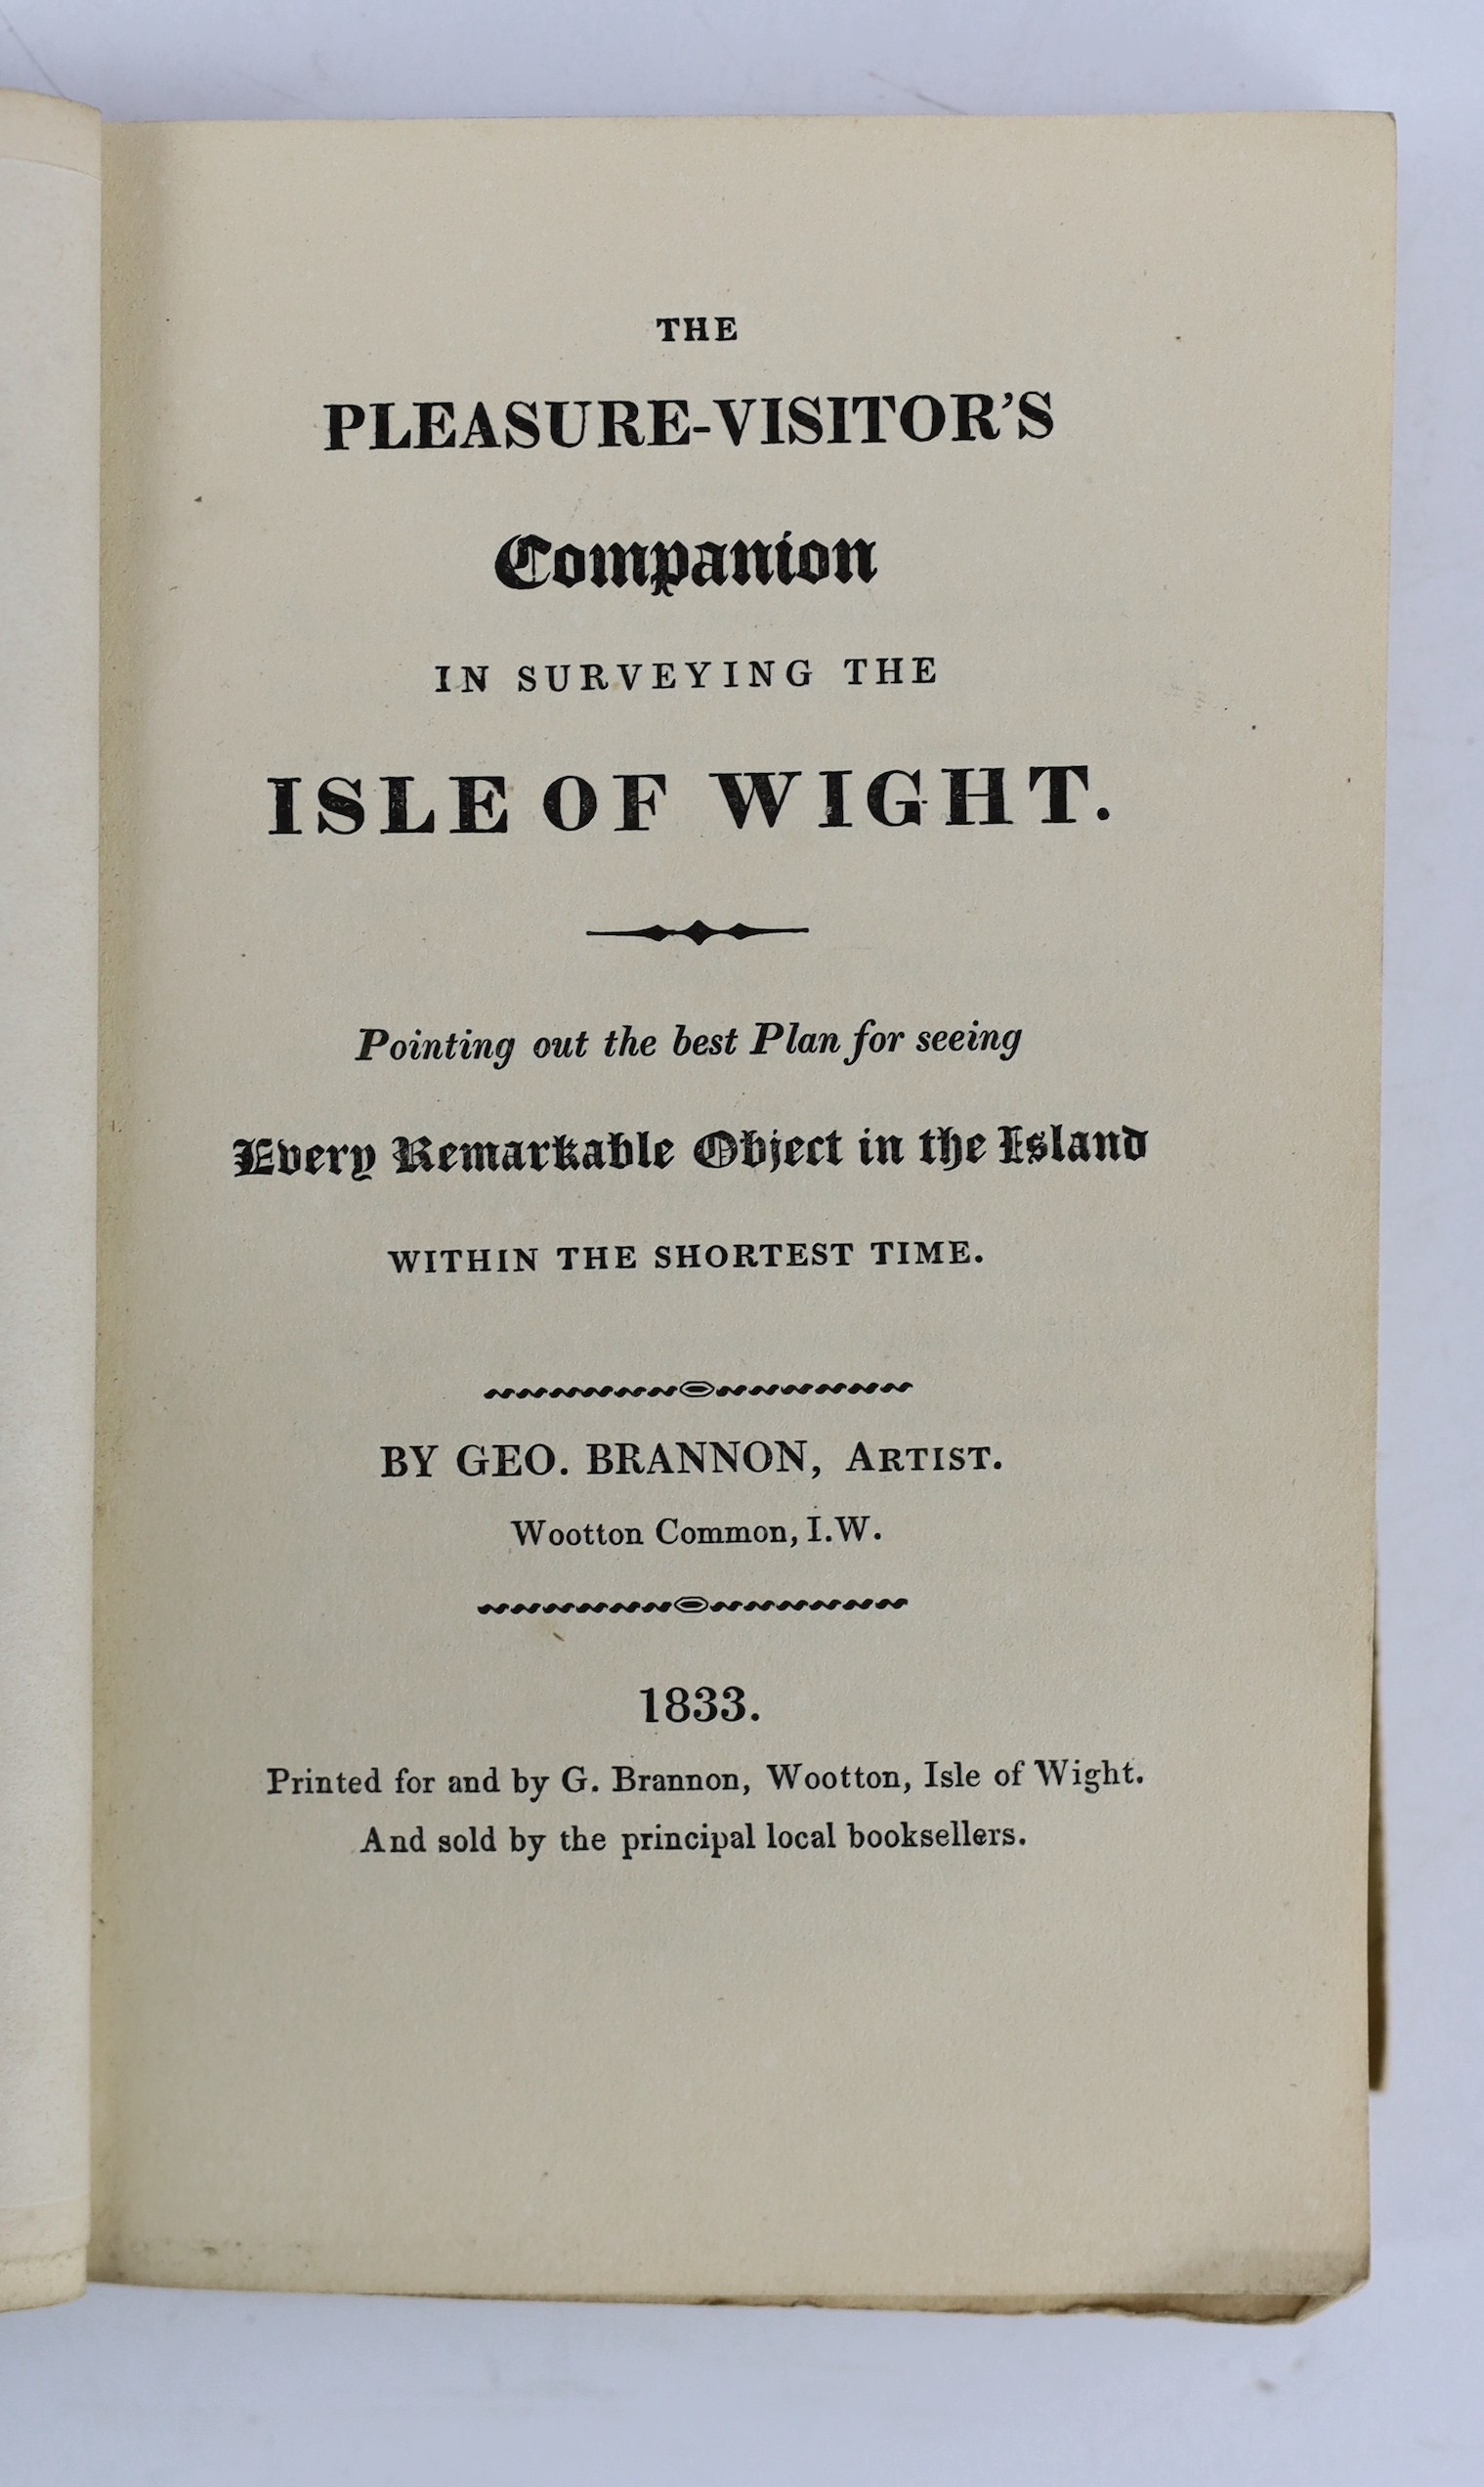 THE
PLEASURE-VISITOR'S
Companion
IN SURVEYING THE
ISLE OF WIGHT.
Pointing out the best Plan for seeing
Every Remarkable Object in the Island
WITHIN THE SHORTEST TIME.
BY GEO. BRANNON, ARTIST.
Wootton Common, I.W.
1833.
Printed for and by G. Brannon, Wootton, Isle of Wight.
And sold by the principal local booksellers.